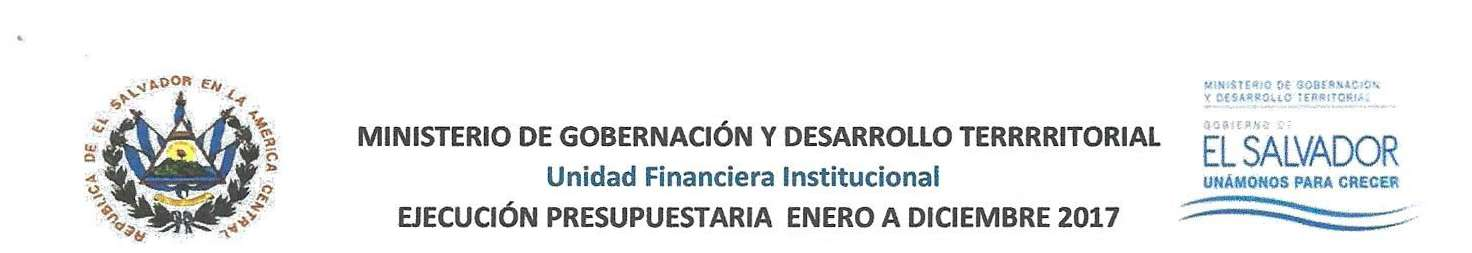 REPUBLICA DE EL SALVADOR EN LA AMERICA CENTRAL
MINISTERIO DE GOBERNACIÓN Y DESARROLLO TERRRRITORIAL
Unidad Financiera Institucional
EJECUCIÓN PRESUPUESTARIA ENERO A DICIEMBRE 2017
MINISTERIO DE GOBERNACIÓN
Y DESARROLLO TERRITORIAL
GOBIERNO DE
EL SALVADOR
UNÁMONOS PARA CRECER